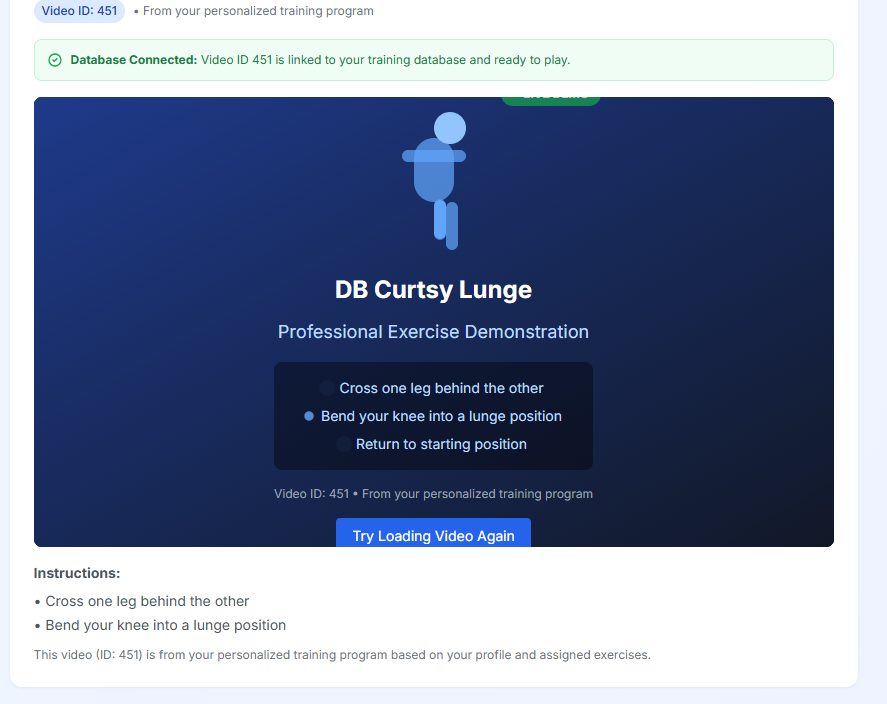 Video ID: 451 • From your personalized training program
Database Connected: Video ID 451 is linked to your training database and ready to play.
DB Curtsy Lunge
Professional Exercise Demonstration
Cross one leg behind the other
Bend your knee into a lunge position
Return to starting position
Video ID: 451 • From your personalized training program
Try Loading Video Again
Instructions:
• Cross one leg behind the other
• Bend your knee into a lunge position
This video (ID: 451) is from your personalized training program based on your profile and assigned exercises.